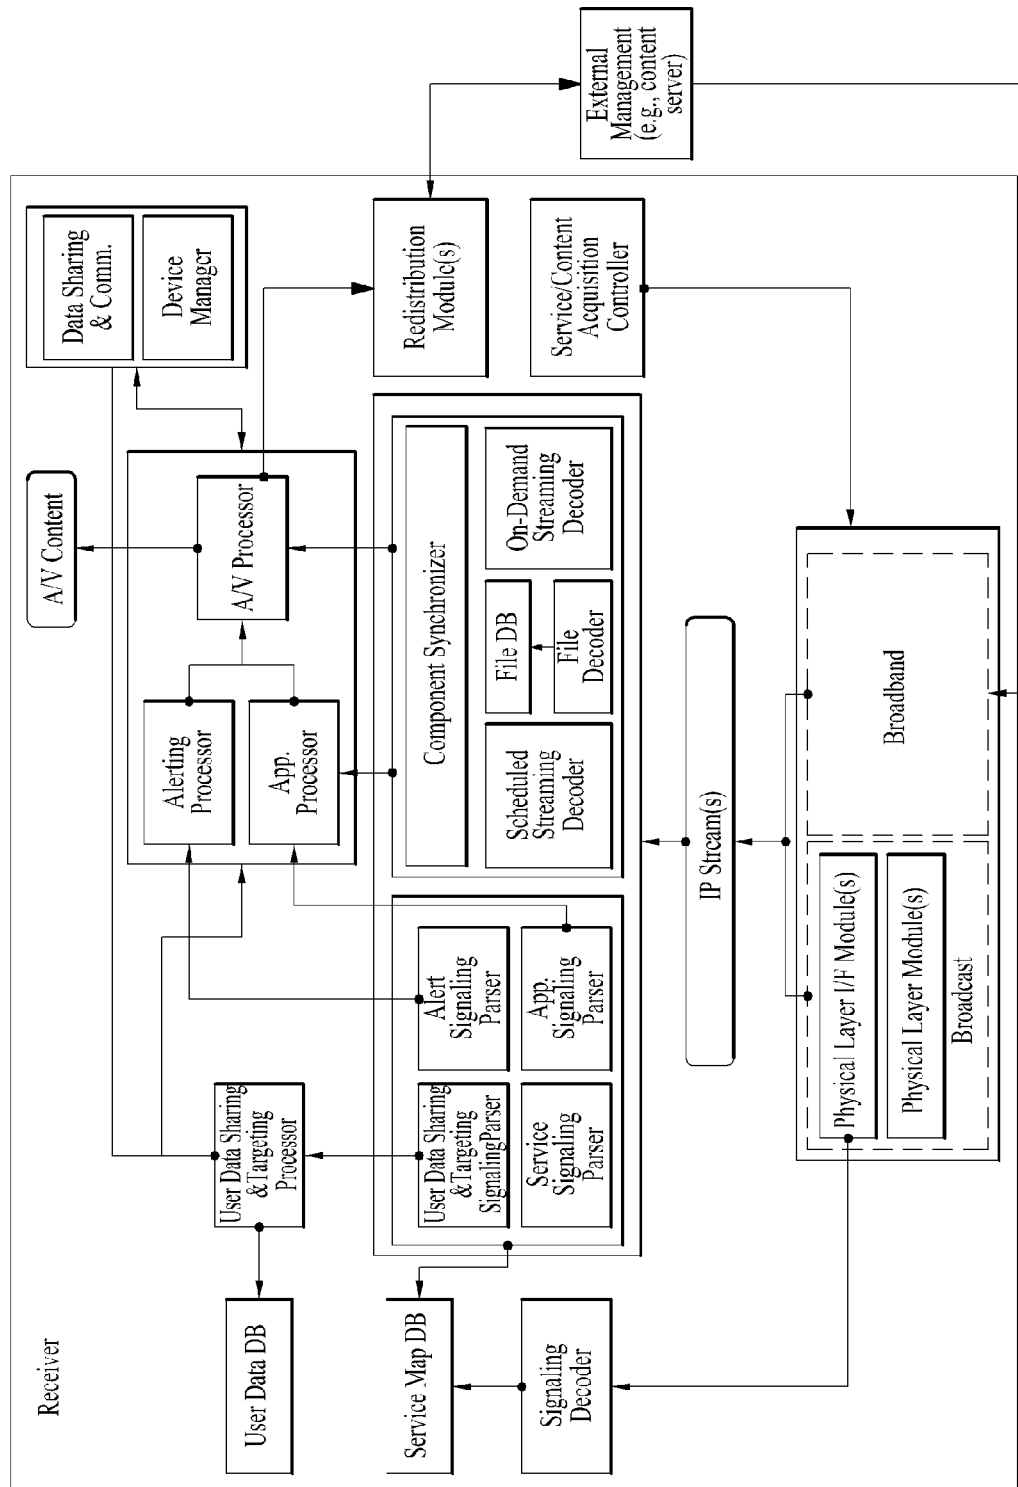 Receiver
User Data DB
Service Map DB
Signaling
Decoder
User Data Sharing
&Targeting
Processor
User Data Sharing
&Targeting
SignalingParser
Service
Signaling
Parser
Alert
Signaling
Parser
App.
Signaling
Parser
Alerting
Processor
App.
Processor
A/V Processor
A/V Content
Data Sharing
& Comm.
Device
Manager
Component Synchronizer
Scheduled
Streaming
Decoder
File DB
File
Decoder
On-Demand
Streaming
Decoder
Redistribution
Module(s)
Service/Content
Acquisition
Controller
External
Management
(e.g., content
server)
IP Stream(s)
Physical Layer I/F Module(s)
Physical Layer Module(s)
Broadcast
Broadband